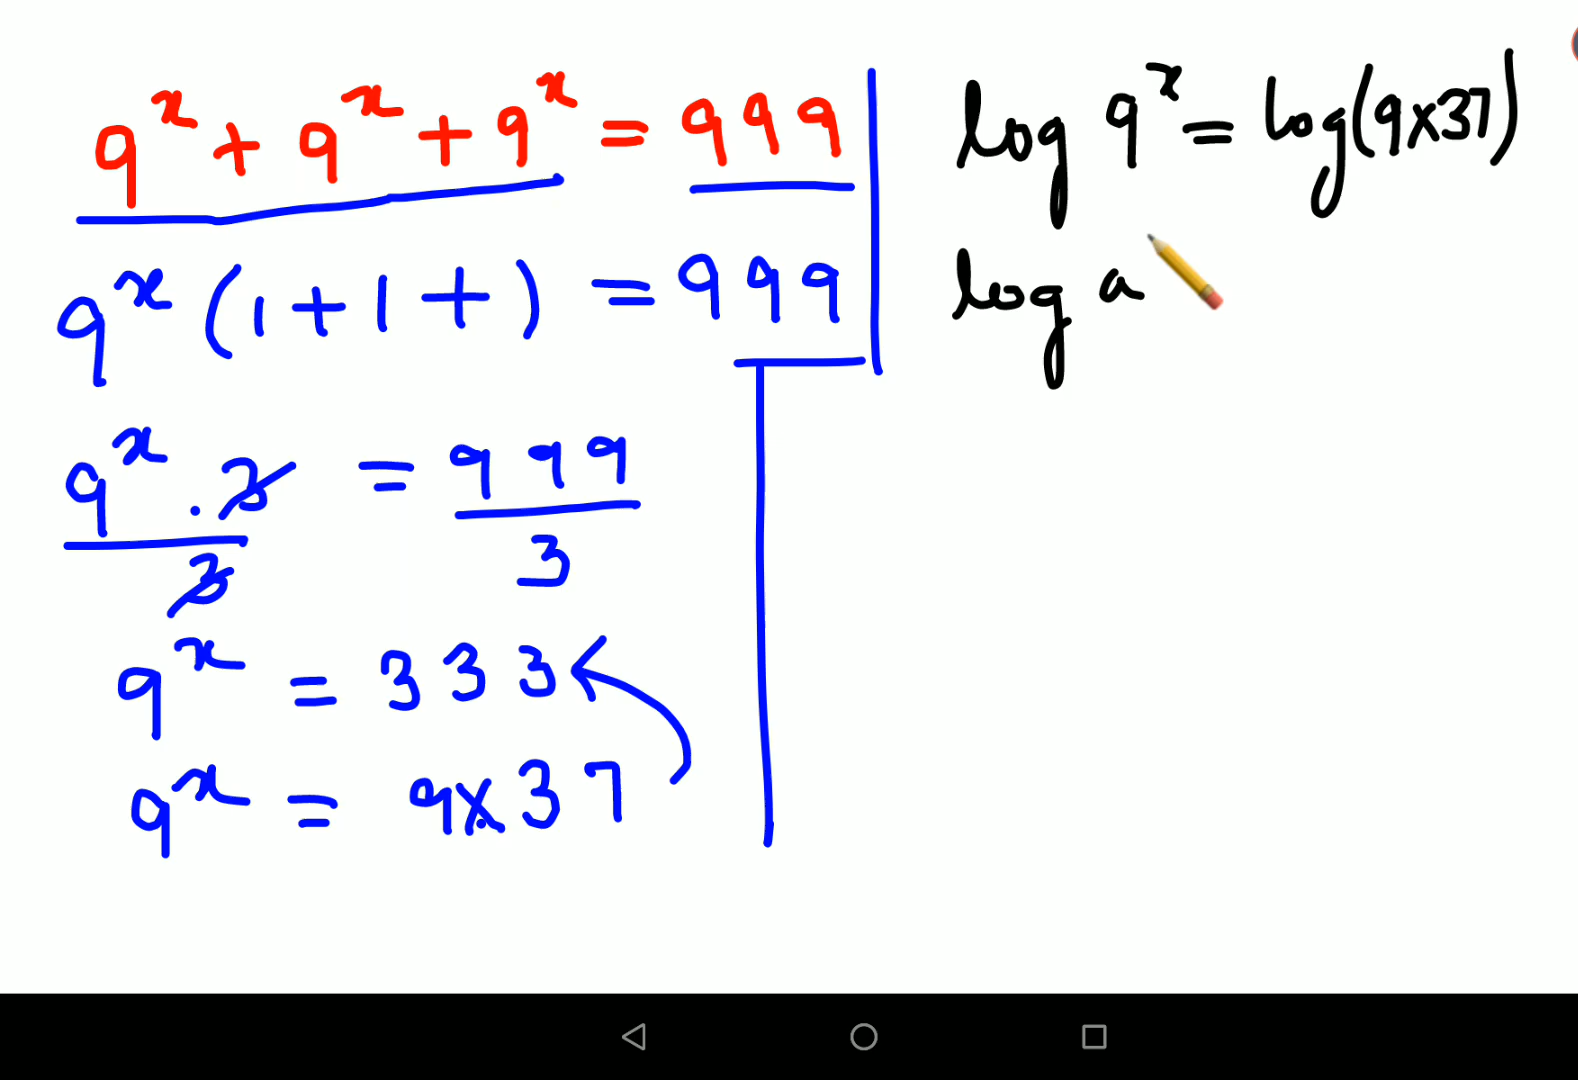 9^x + 9^x + 9^x = 999
9^x (1 + 1 + ) = 999
9^x . 3 / 3 = 999 / 3
9^x = 333
9^x = 9x37
log 9^x = log(9x37)
log a